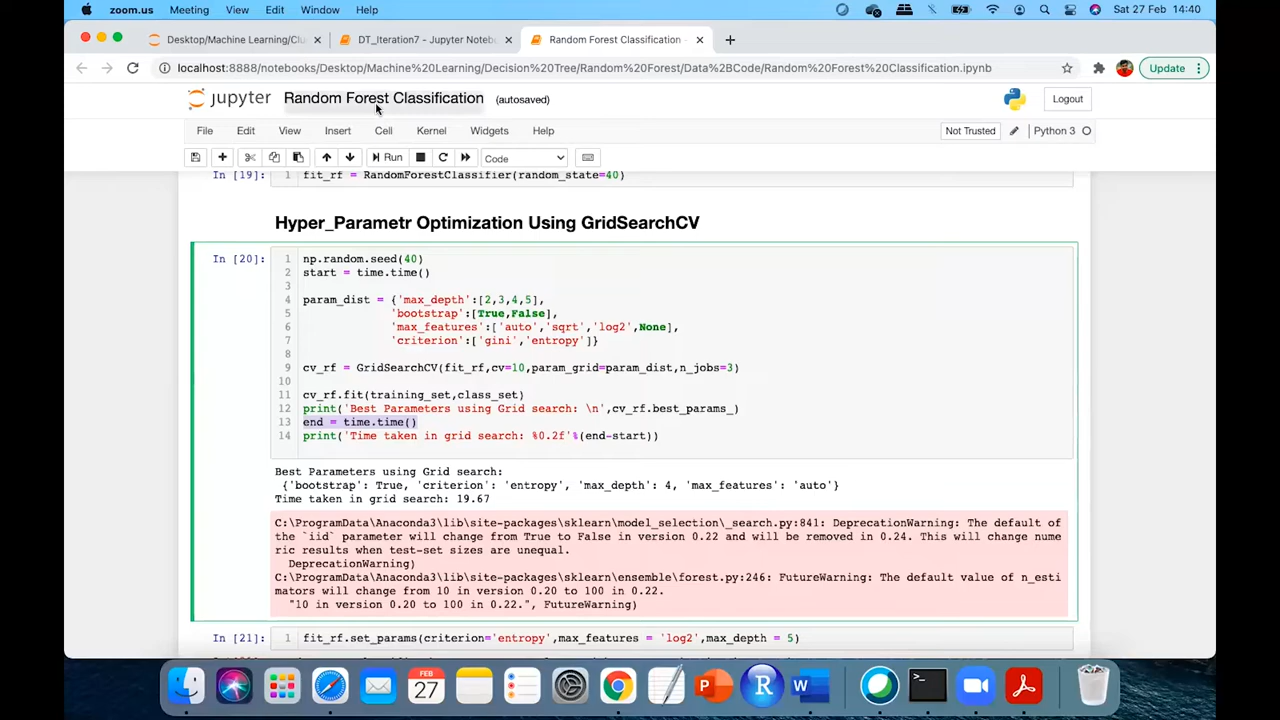 zoom.us Meeting View Edit Window Help Sat 27 Feb 14:40
Desktop/Machine Learning/Clu DT_Iteration7 - Jupyter Noteb Random Forest Classification -
localhost:8888/notebooks/Desktop/Machine%20Learning/Decision%20Tree/Random%20Forest/Data%2BCode/Random%20Forest%20Classification.ipynb Update
jupyter Random Forest Classification (autosaved) Logout
File Edit View Insert Cell Kernel Widgets Help Not Trusted Python 3
Run Code
In [19]: 1 fit_rf = RandomForestClassifier(random_state=40)
Hyper_Parametr Optimization Using GridSearchCV
In [20]: 1 np.random.seed(40)
2 start = time.time()
3
4 param_dist = {'max_depth':[2,3,4,5],
5 'bootstrap':[True,False],
6 'max_features':['auto','sqrt','log2',None],
7 'criterion':['gini','entropy']}
8
9 cv_rf = GridSearchCV(fit_rf,cv=10,param_grid=param_dist,n_jobs=3)
10
11 cv_rf.fit(training_set,class_set)
12 print('Best Parameters using Grid search: \n',cv_rf.best_params_)
13 end = time.time()
14 print('Time taken in grid search: %0.2f'%(end-start))
Best Parameters using Grid search:
{'bootstrap': True, 'criterion': 'entropy', 'max_depth': 4, 'max_features': 'auto'}
Time taken in grid search: 19.67
C:\ProgramData\Anaconda3\lib\site-packages\sklearn\model_selection\_search.py:841: DeprecationWarning: The default of
the `iid` parameter will change from True to False in version 0.22 and will be removed in 0.24. This will change nume
ric results when test-set sizes are unequal.
DeprecationWarning)
C:\ProgramData\Anaconda3\lib\site-packages\sklearn\ensemble\forest.py:246: FutureWarning: The default value of n_esti
mators will change from 10 in version 0.20 to 100 in 0.22.
"10 in version 0.20 to 100 in 0.22.", FutureWarning)
In [21]: 1 fit_rf.set_params(criterion='entropy',max_features = 'log2',max_depth = 5)
FEB
27